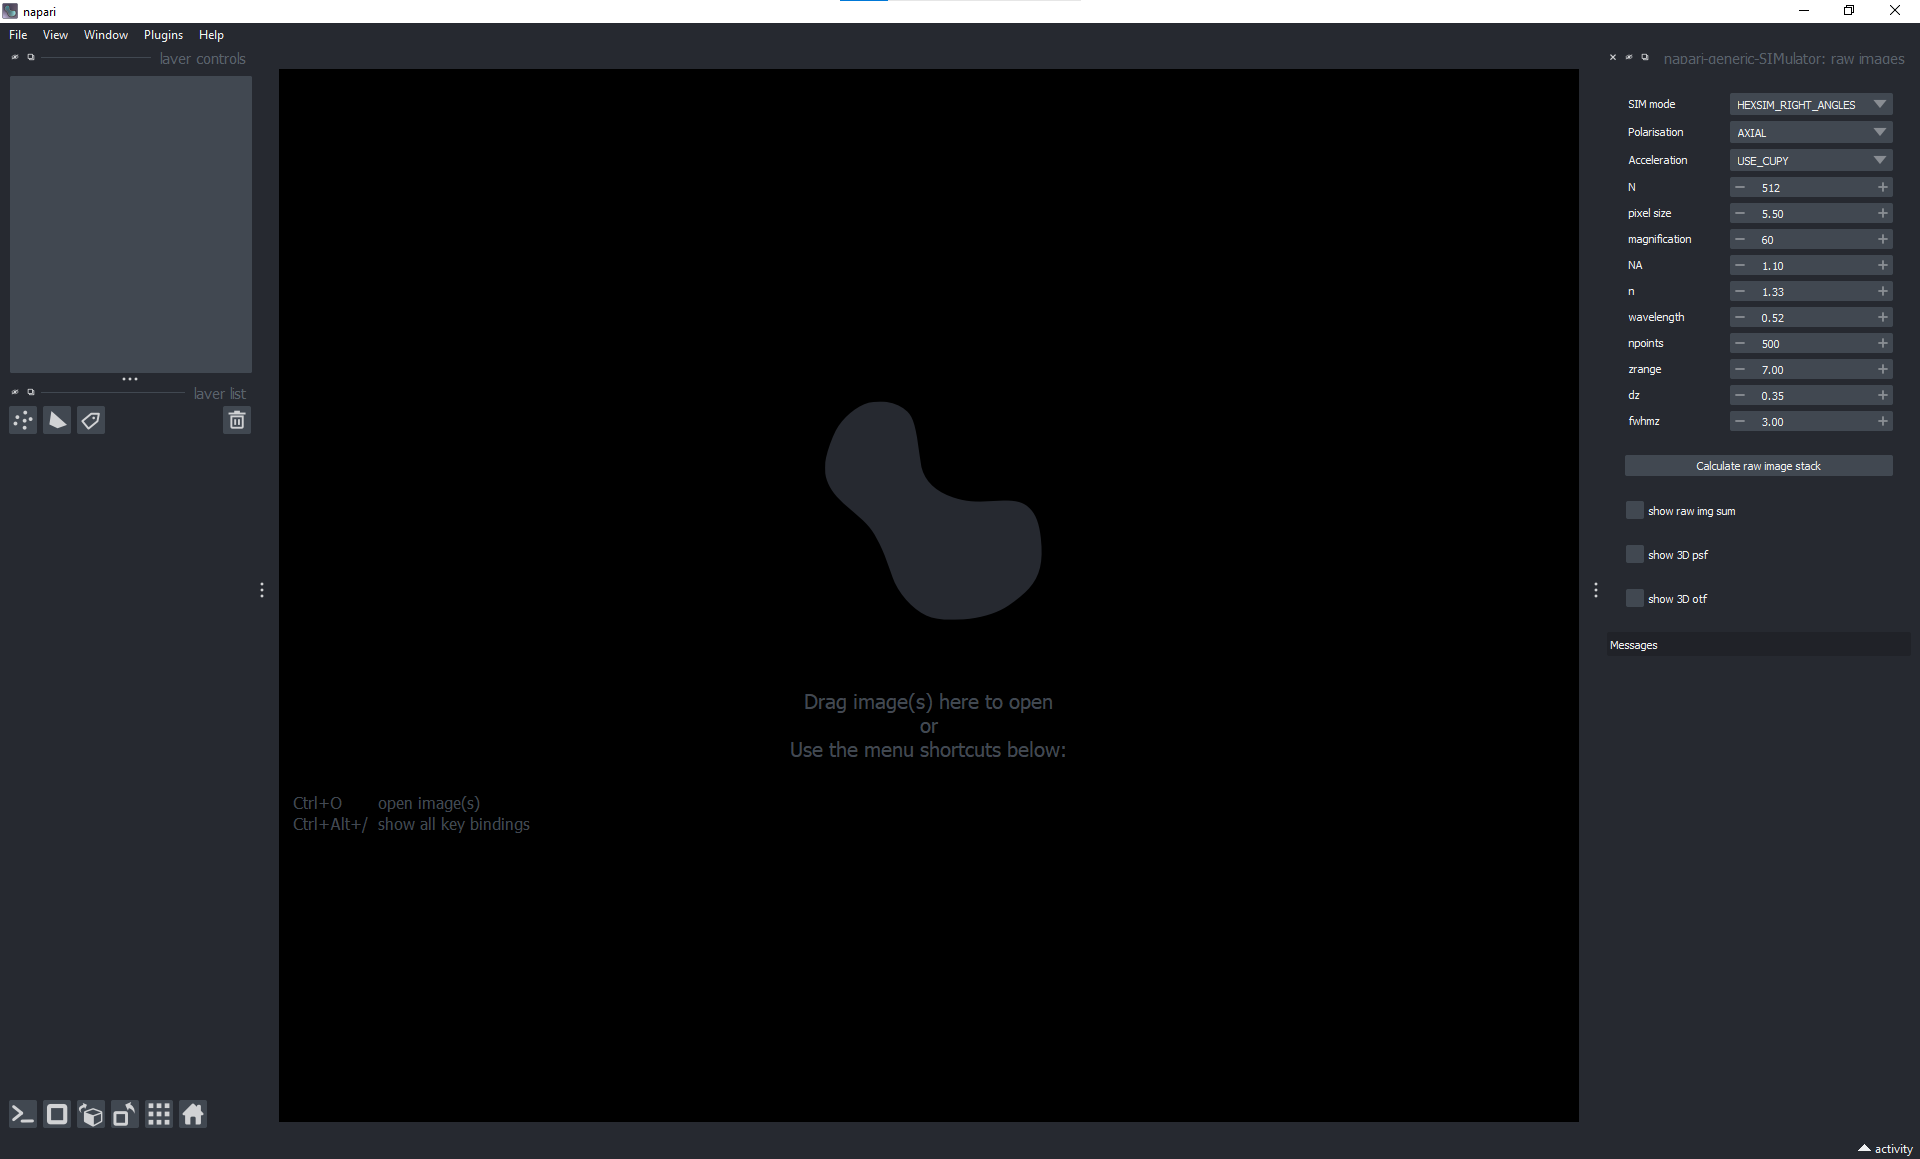 napari
File View Window Plugins Help
layer controls
layer list
Drag image(s) here to open
or
Use the menu shortcuts below:
Ctrl+O open image(s)
Ctrl+Alt+/ show all key bindings
napari-generic-SIMulator: raw images
SIM mode HEXSIM_RIGHT_ANGLES
Polarisation AXIAL
Acceleration USE_CUPY
N 512
pixel size 5.50
magnification 60
NA 1.10
n 1.33
wavelength 0.52
npoints 500
zrange 7.00
dz 0.35
fwhmz 3.00
Calculate raw image stack
show raw img sum
show 3D psf
show 3D otf
Messages
activity